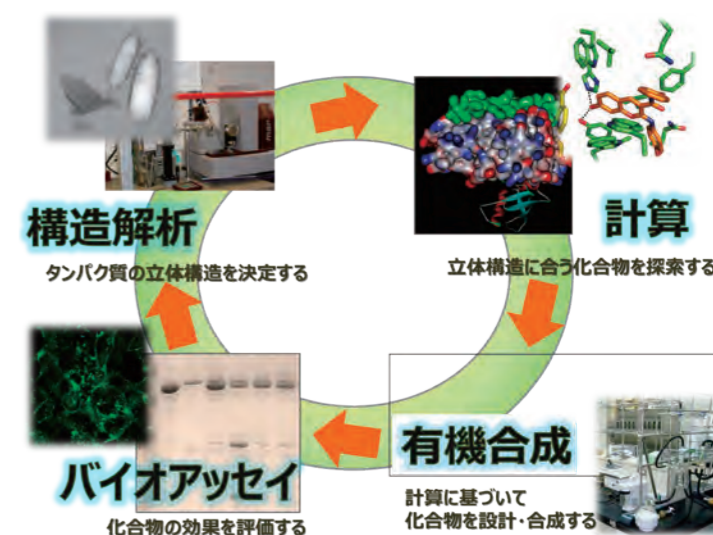 構造解析
タンパク質の立体構造を決定する
計算
立体構造に合う化合物を探索する
有機合成
計算に基づいて
化合物を設計・合成する
バイオアッセイ
化合物の効果を評価する